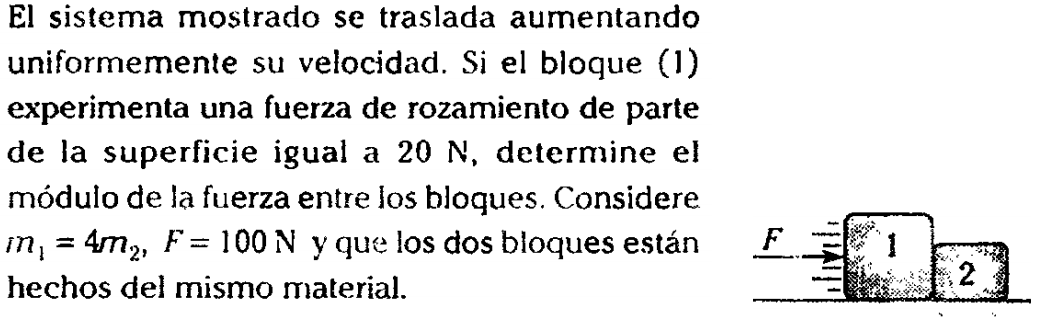 El sistema mostrado se traslada aumentando
uniformemente su velocidad. Si el bloque (1)
experimenta una fuerza de rozamiento de parte
de la superficie igual a 20 N, determine el
módulo de la fuerza entre los bloques. Considere
m₁ = 4m₂, F = 100 N y que los dos bloques están
hechos del mismo material.
F
1
2